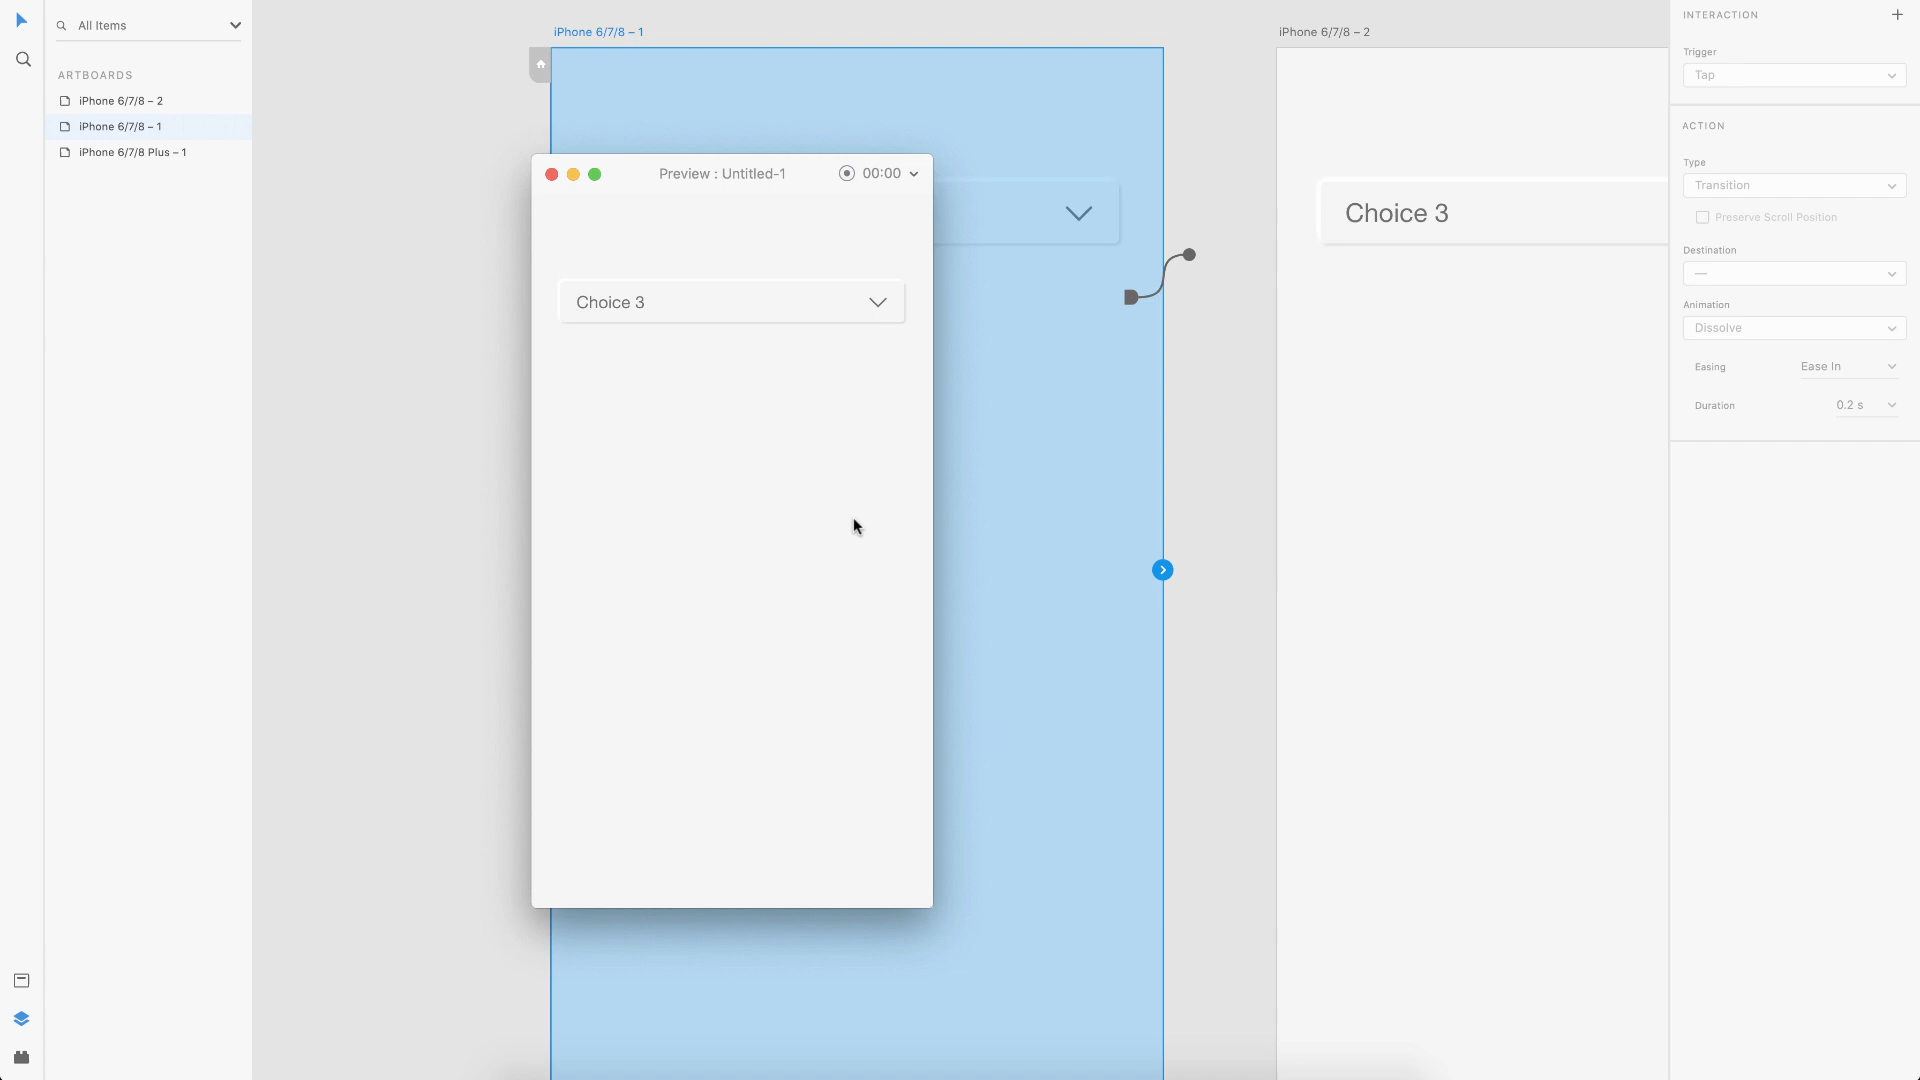 All Items
ARTBOARDS
iPhone 6/7/8 – 2
iPhone 6/7/8 – 1
iPhone 6/7/8 Plus – 1
iPhone 6/7/8 – 1
Preview : Untitled-1
00:00
Choice 3
iPhone 6/7/8 – 2
Choice 3
INTERACTION
Trigger
Tap
ACTION
Type
Transition
Preserve Scroll Position
Destination
—
Animation
Dissolve
Easing
Ease In
Duration
0.2 s